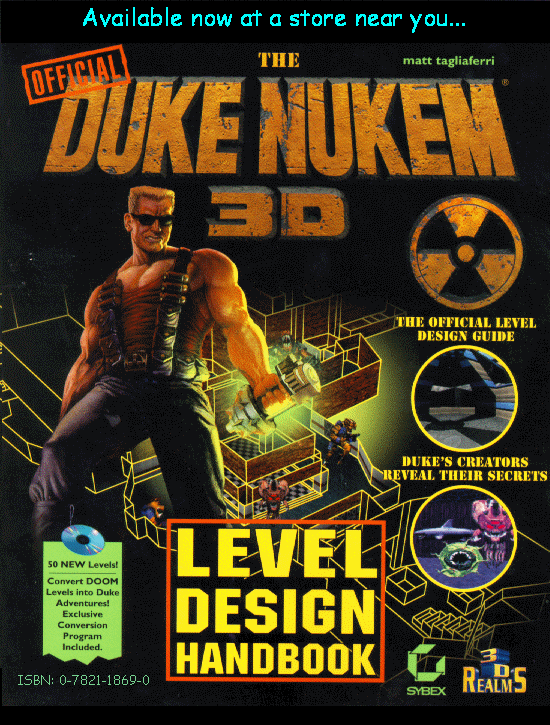 Available now at a store near you...
OFFICIAL
THE
matt tagliaferri
DUKE NUKEM®
3D
THE OFFICIAL LEVEL
DESIGN GUIDE
DUKE'S CREATORS
REVEAL THEIR SECRETS
50 NEW Levels!
Convert DOOM
Levels into Duke
Adventures!
Exclusive
Conversion
Program
Included.
LEVEL
DESIGN
HANDBOOK
ISBN: 0-7821-1869-0
SYBEX
3D
REALMS